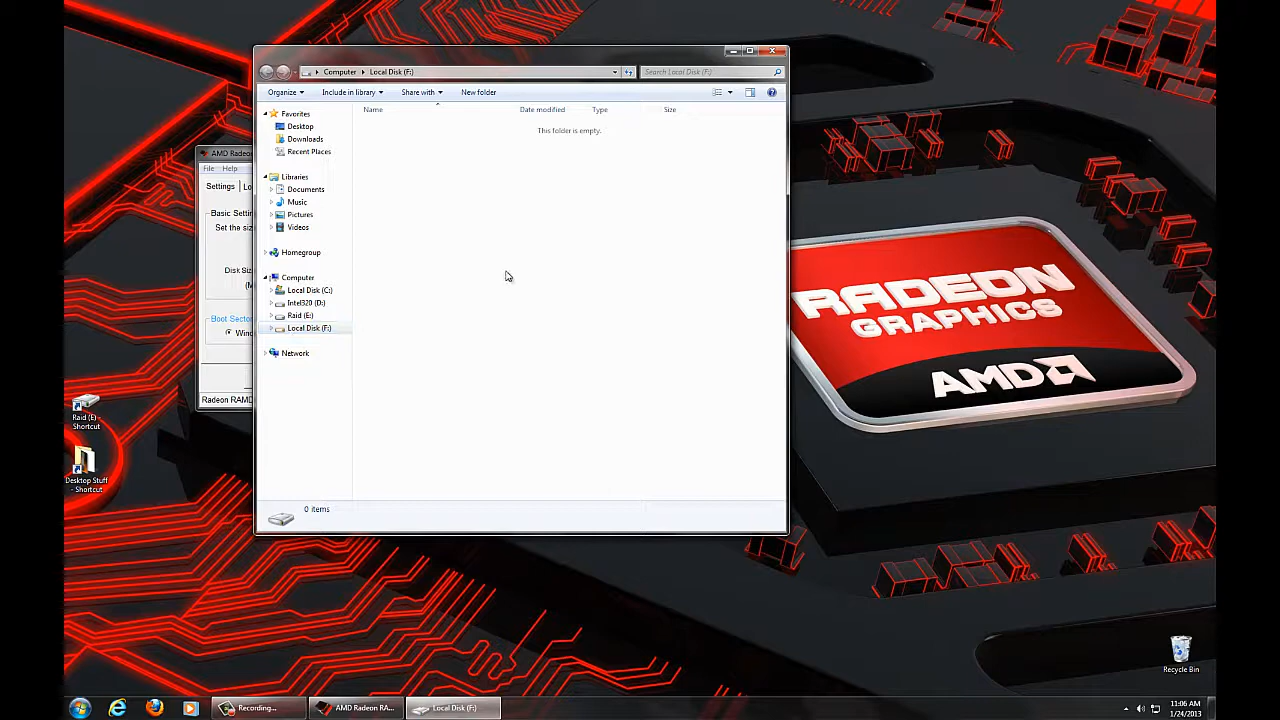 Computer
Local Disk (F:)
Search Local Disk (F:)
Organize
Include in library
Share with
New folder
Name
Date modified
Type
Size
This folder is empty.
Favorites
Desktop
Downloads
Recent Places
Libraries
Documents
Music
Pictures
Videos
Homegroup
Computer
Local Disk (C:)
Intel320 (D:)
Raid (E:)
Local Disk (F:)
Network
0 items
AMD Radeo
File
Help
Settings
Lo
Basic Settin
Set the siz
Disk Siz
(M
Boot Sector
Wind
Radeon RAMD
Raid (E) -
Shortcut
Desktop Stuff
- Shortcut
RADEON
GRAPHICS
AMD
Recycle Bin
Recording...
AMD Radeon RA...
Local Disk (F:)
11:06 AM
1/24/2013